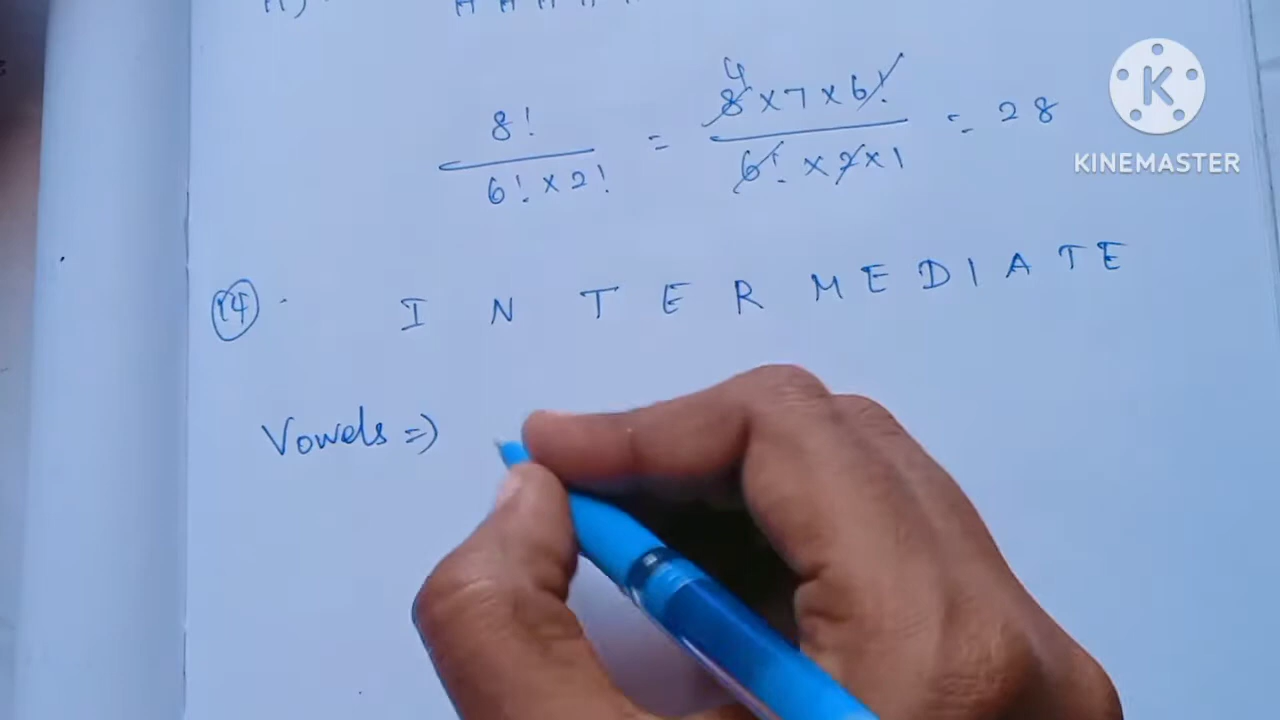 H H H H
8! / 6! × 2! = 8 4 × 7 × 6! / 6! × 2 × 1 = 28
KINEMASTER
14. I N T E R M E D I A T E
Vowels =>